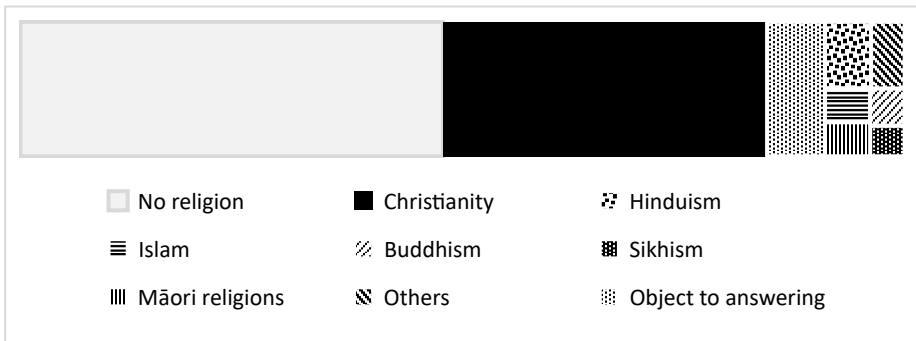 No religion Christianity Hinduism
Islam Buddhism Sikhism
Māori religions Others Object to answering